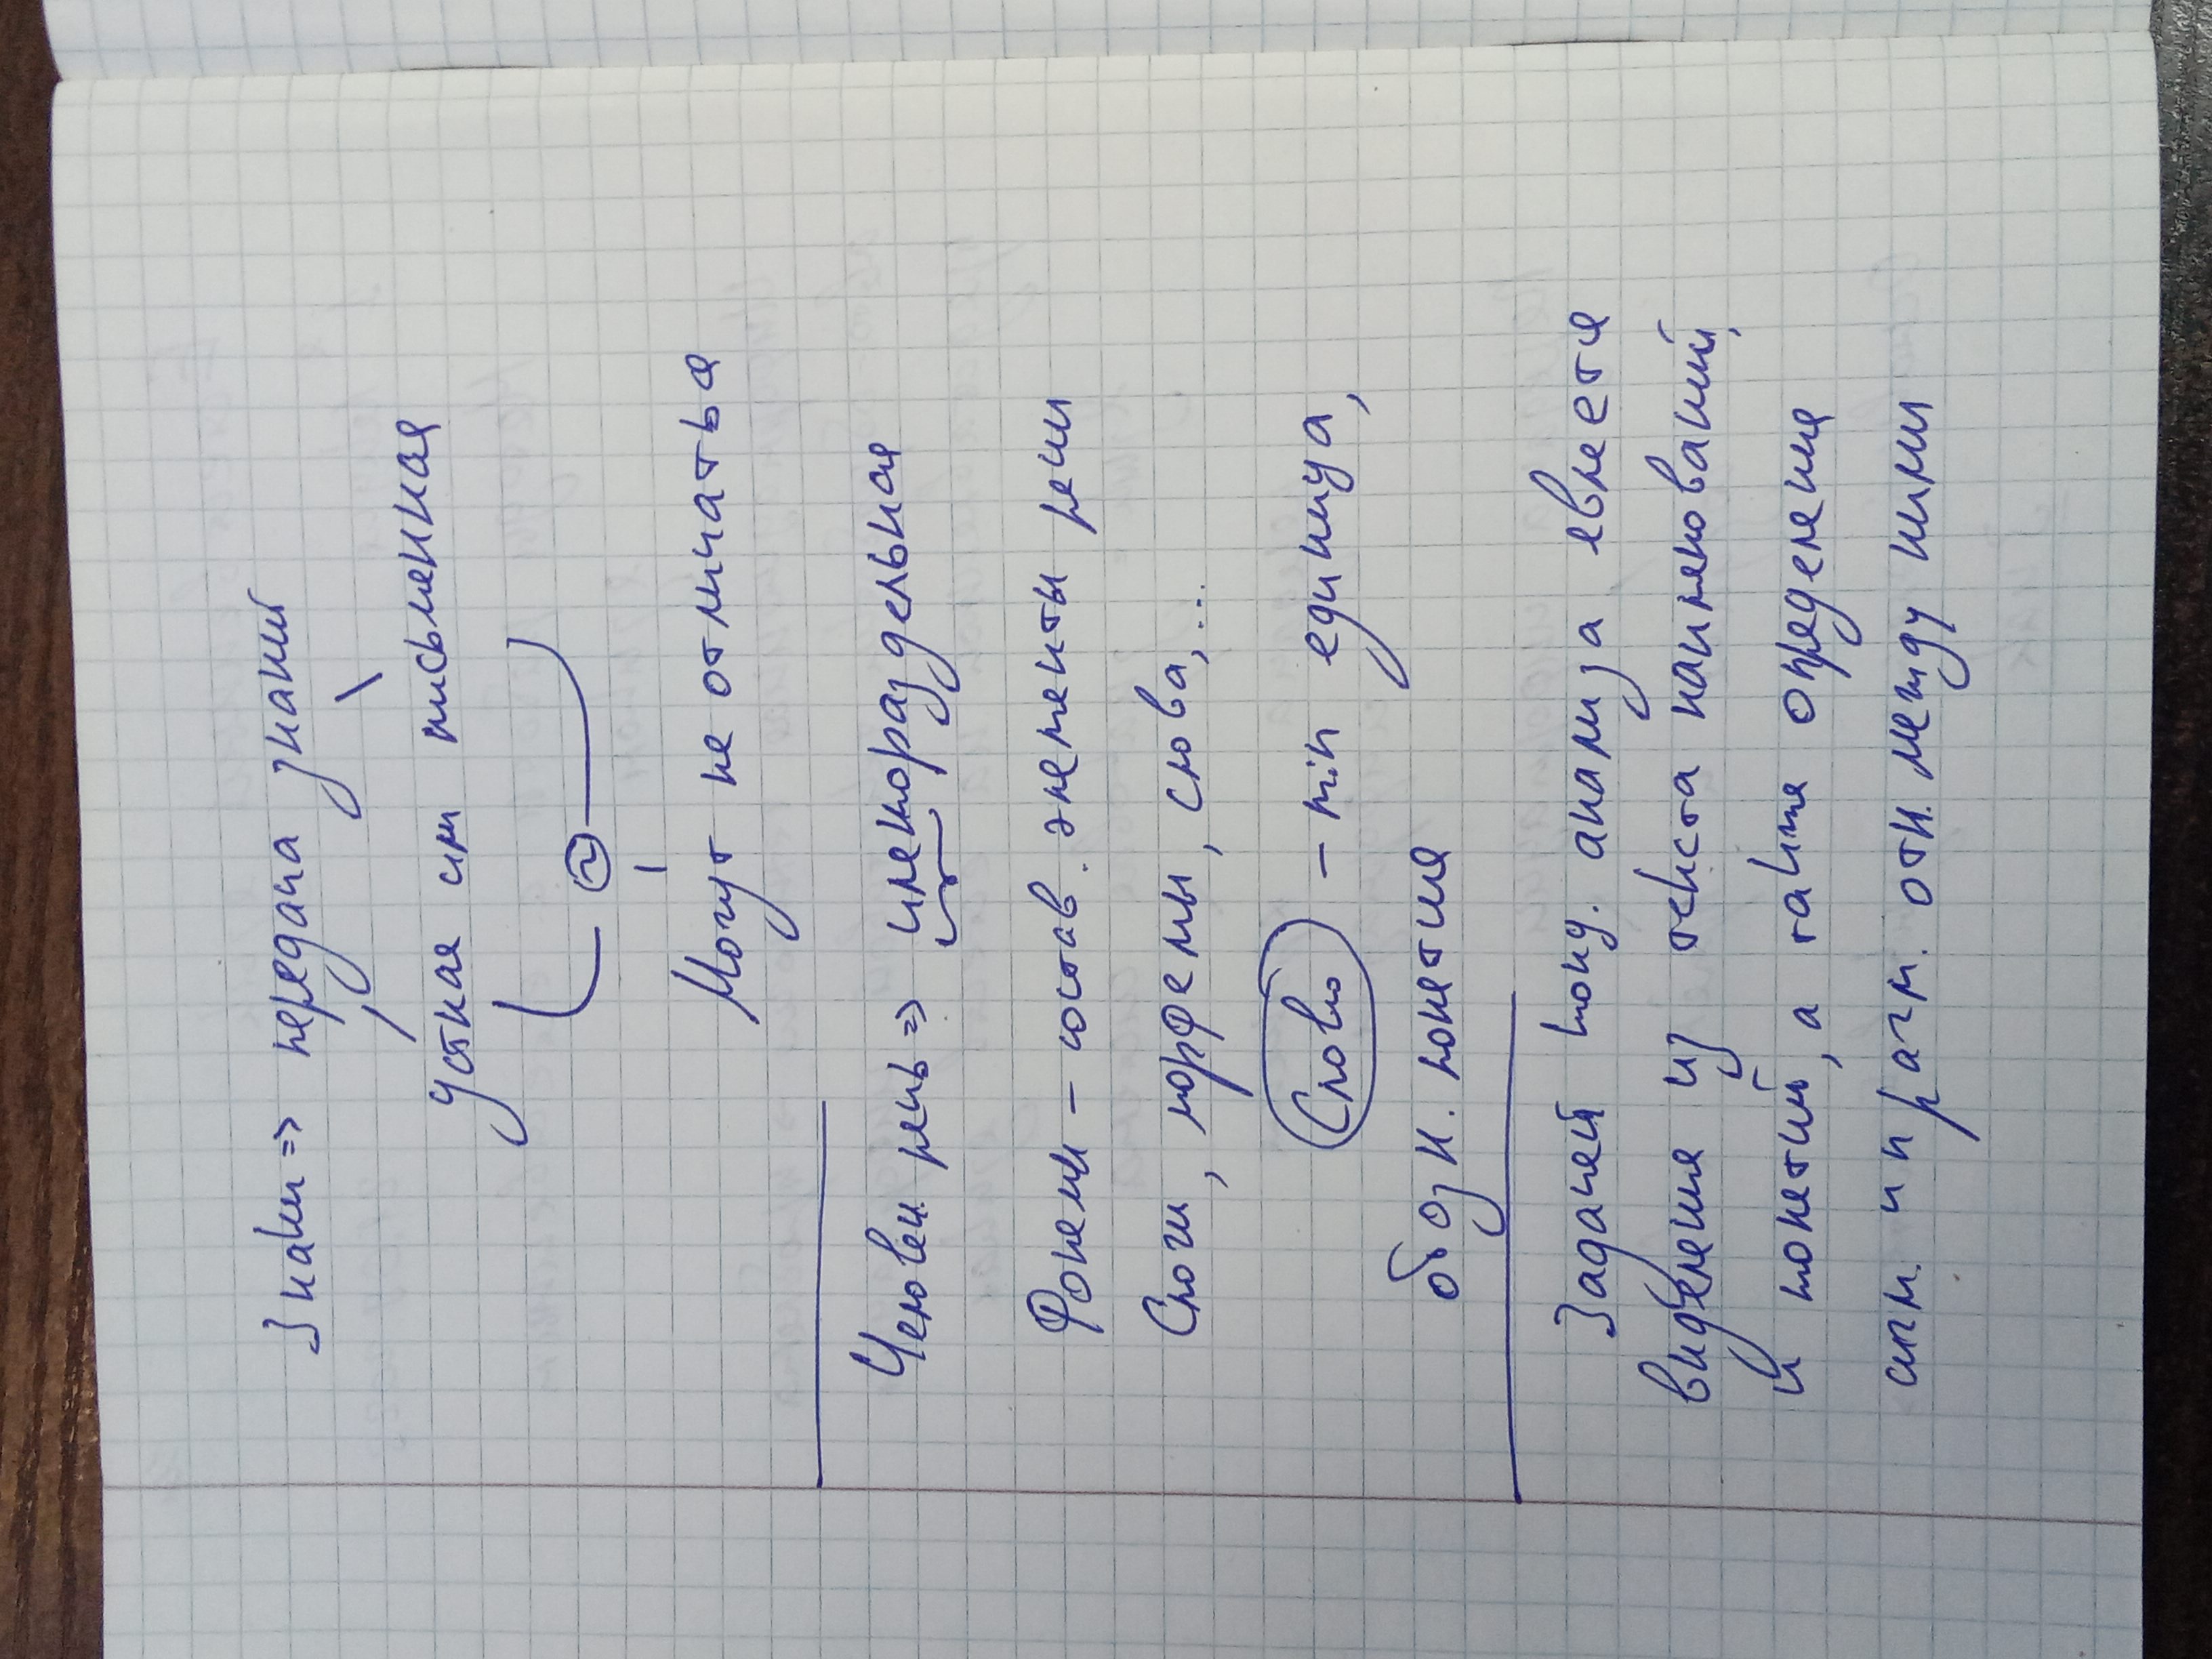 Знаки => передача знаний
устная или письменная
~
Могут не отличаться
Человеч. речь => членораздельная
Фонемы – состав. элементы речи
Слоги, морфемы, слова, ...
Слово – min единица,
обозн. понятия
Задачей конц. анализа является
выделение из текста наименований,
и понятий, а также определение
сигм. и прагм. отн. между ними